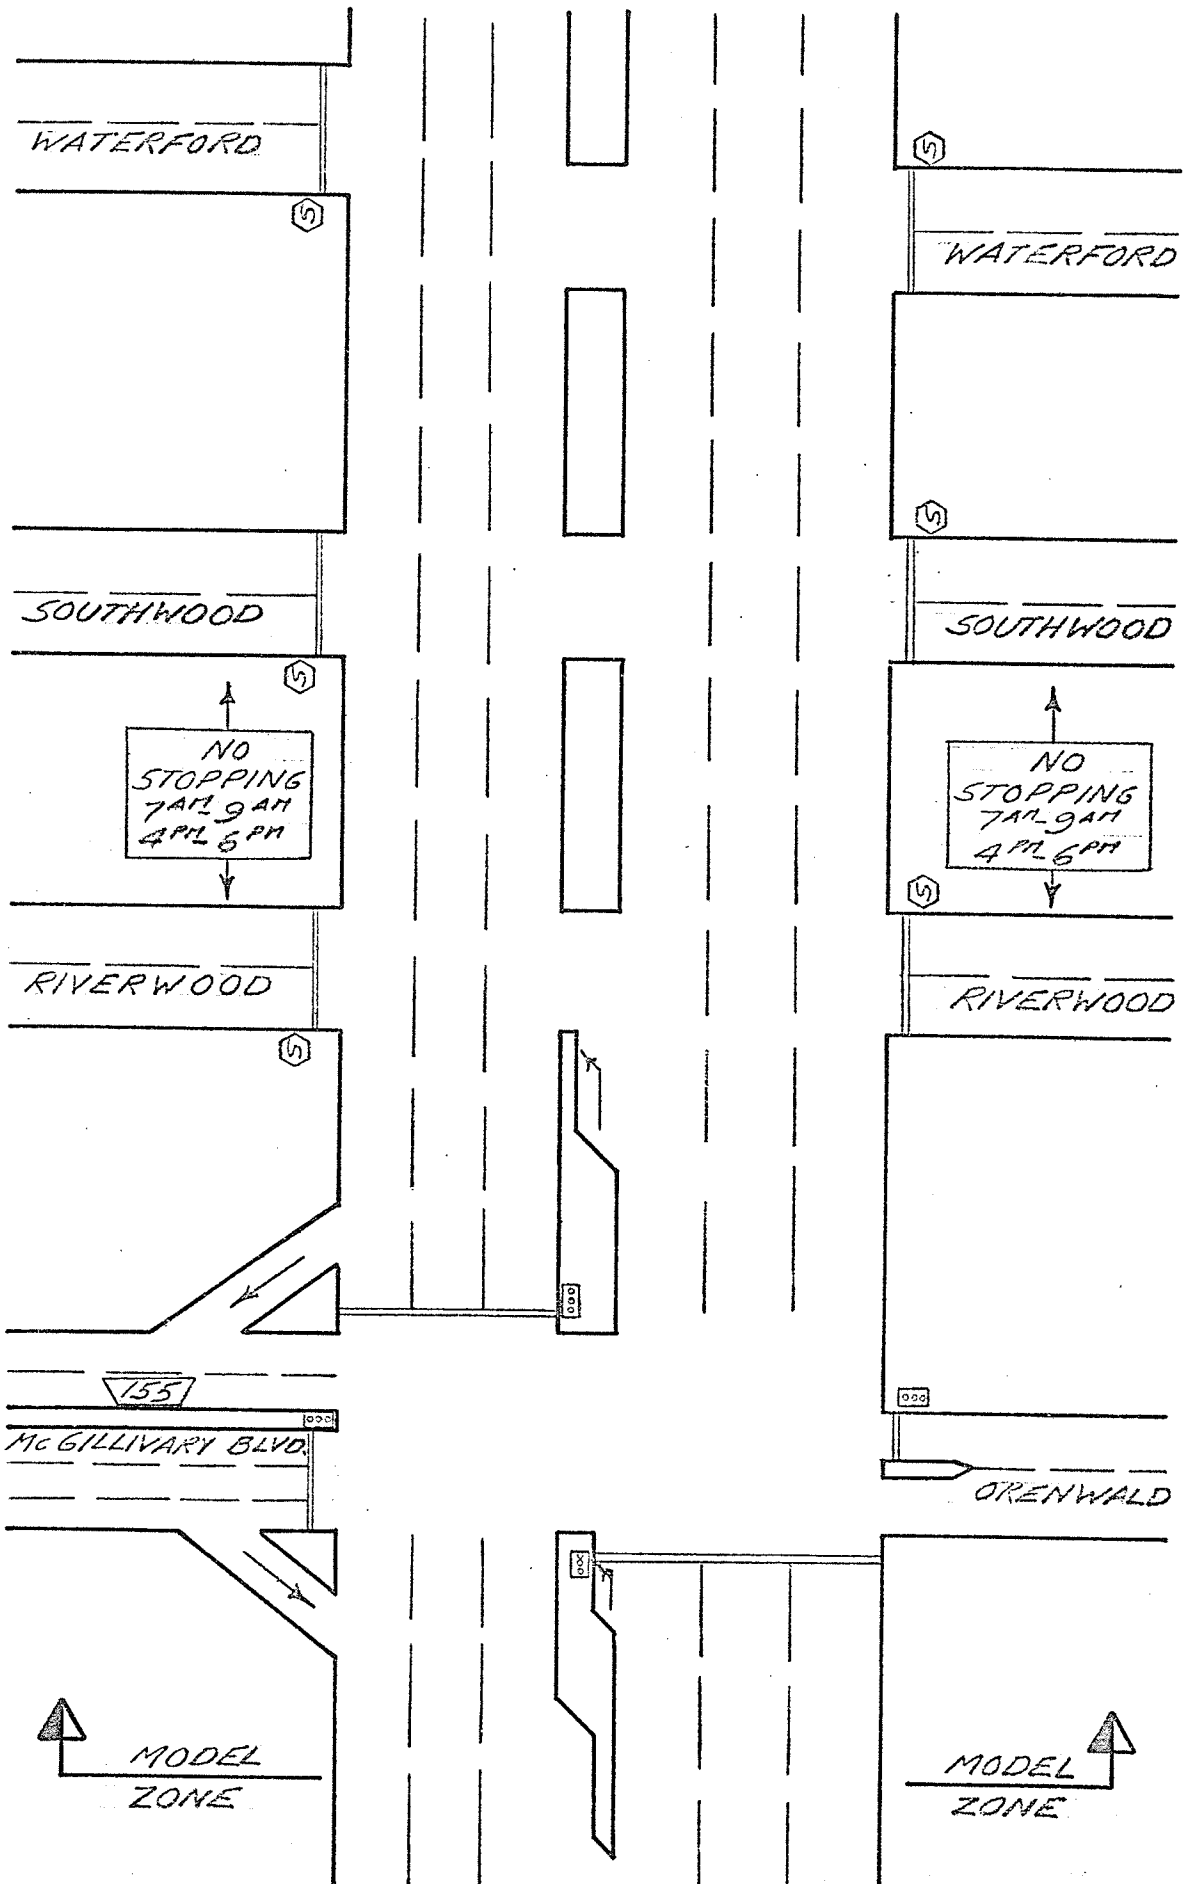 WATERFORD
S
S
WATERFORD
S
SOUTHWOOD
SOUTHWOOD
S
NO
STOPPING
7AM-9AM
4PM-6PM
NO
STOPPING
7AM-9AM
4PM-6PM
S
RIVERWOOD
RIVERWOOD
S
155
McGILLIVARY BLVD.
ORENWALD
MODEL
ZONE
MODEL
ZONE